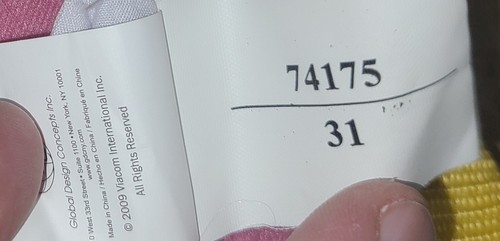 Global Design Concepts Inc.
0 West 33rd Street • Suite 1100 • New York, NY 10001
www.gdcny.com
Made in China / Hecho en China / Fabriqué en Chine
© 2009 Viacom International Inc.
All Rights Reserved
74175
31